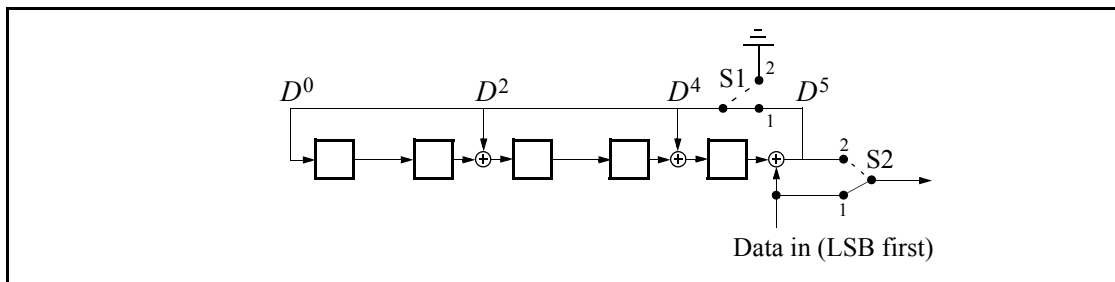 2
S1
D⁰
D²
D⁴
D⁵
1
2
S2
1
Data in (LSB first)